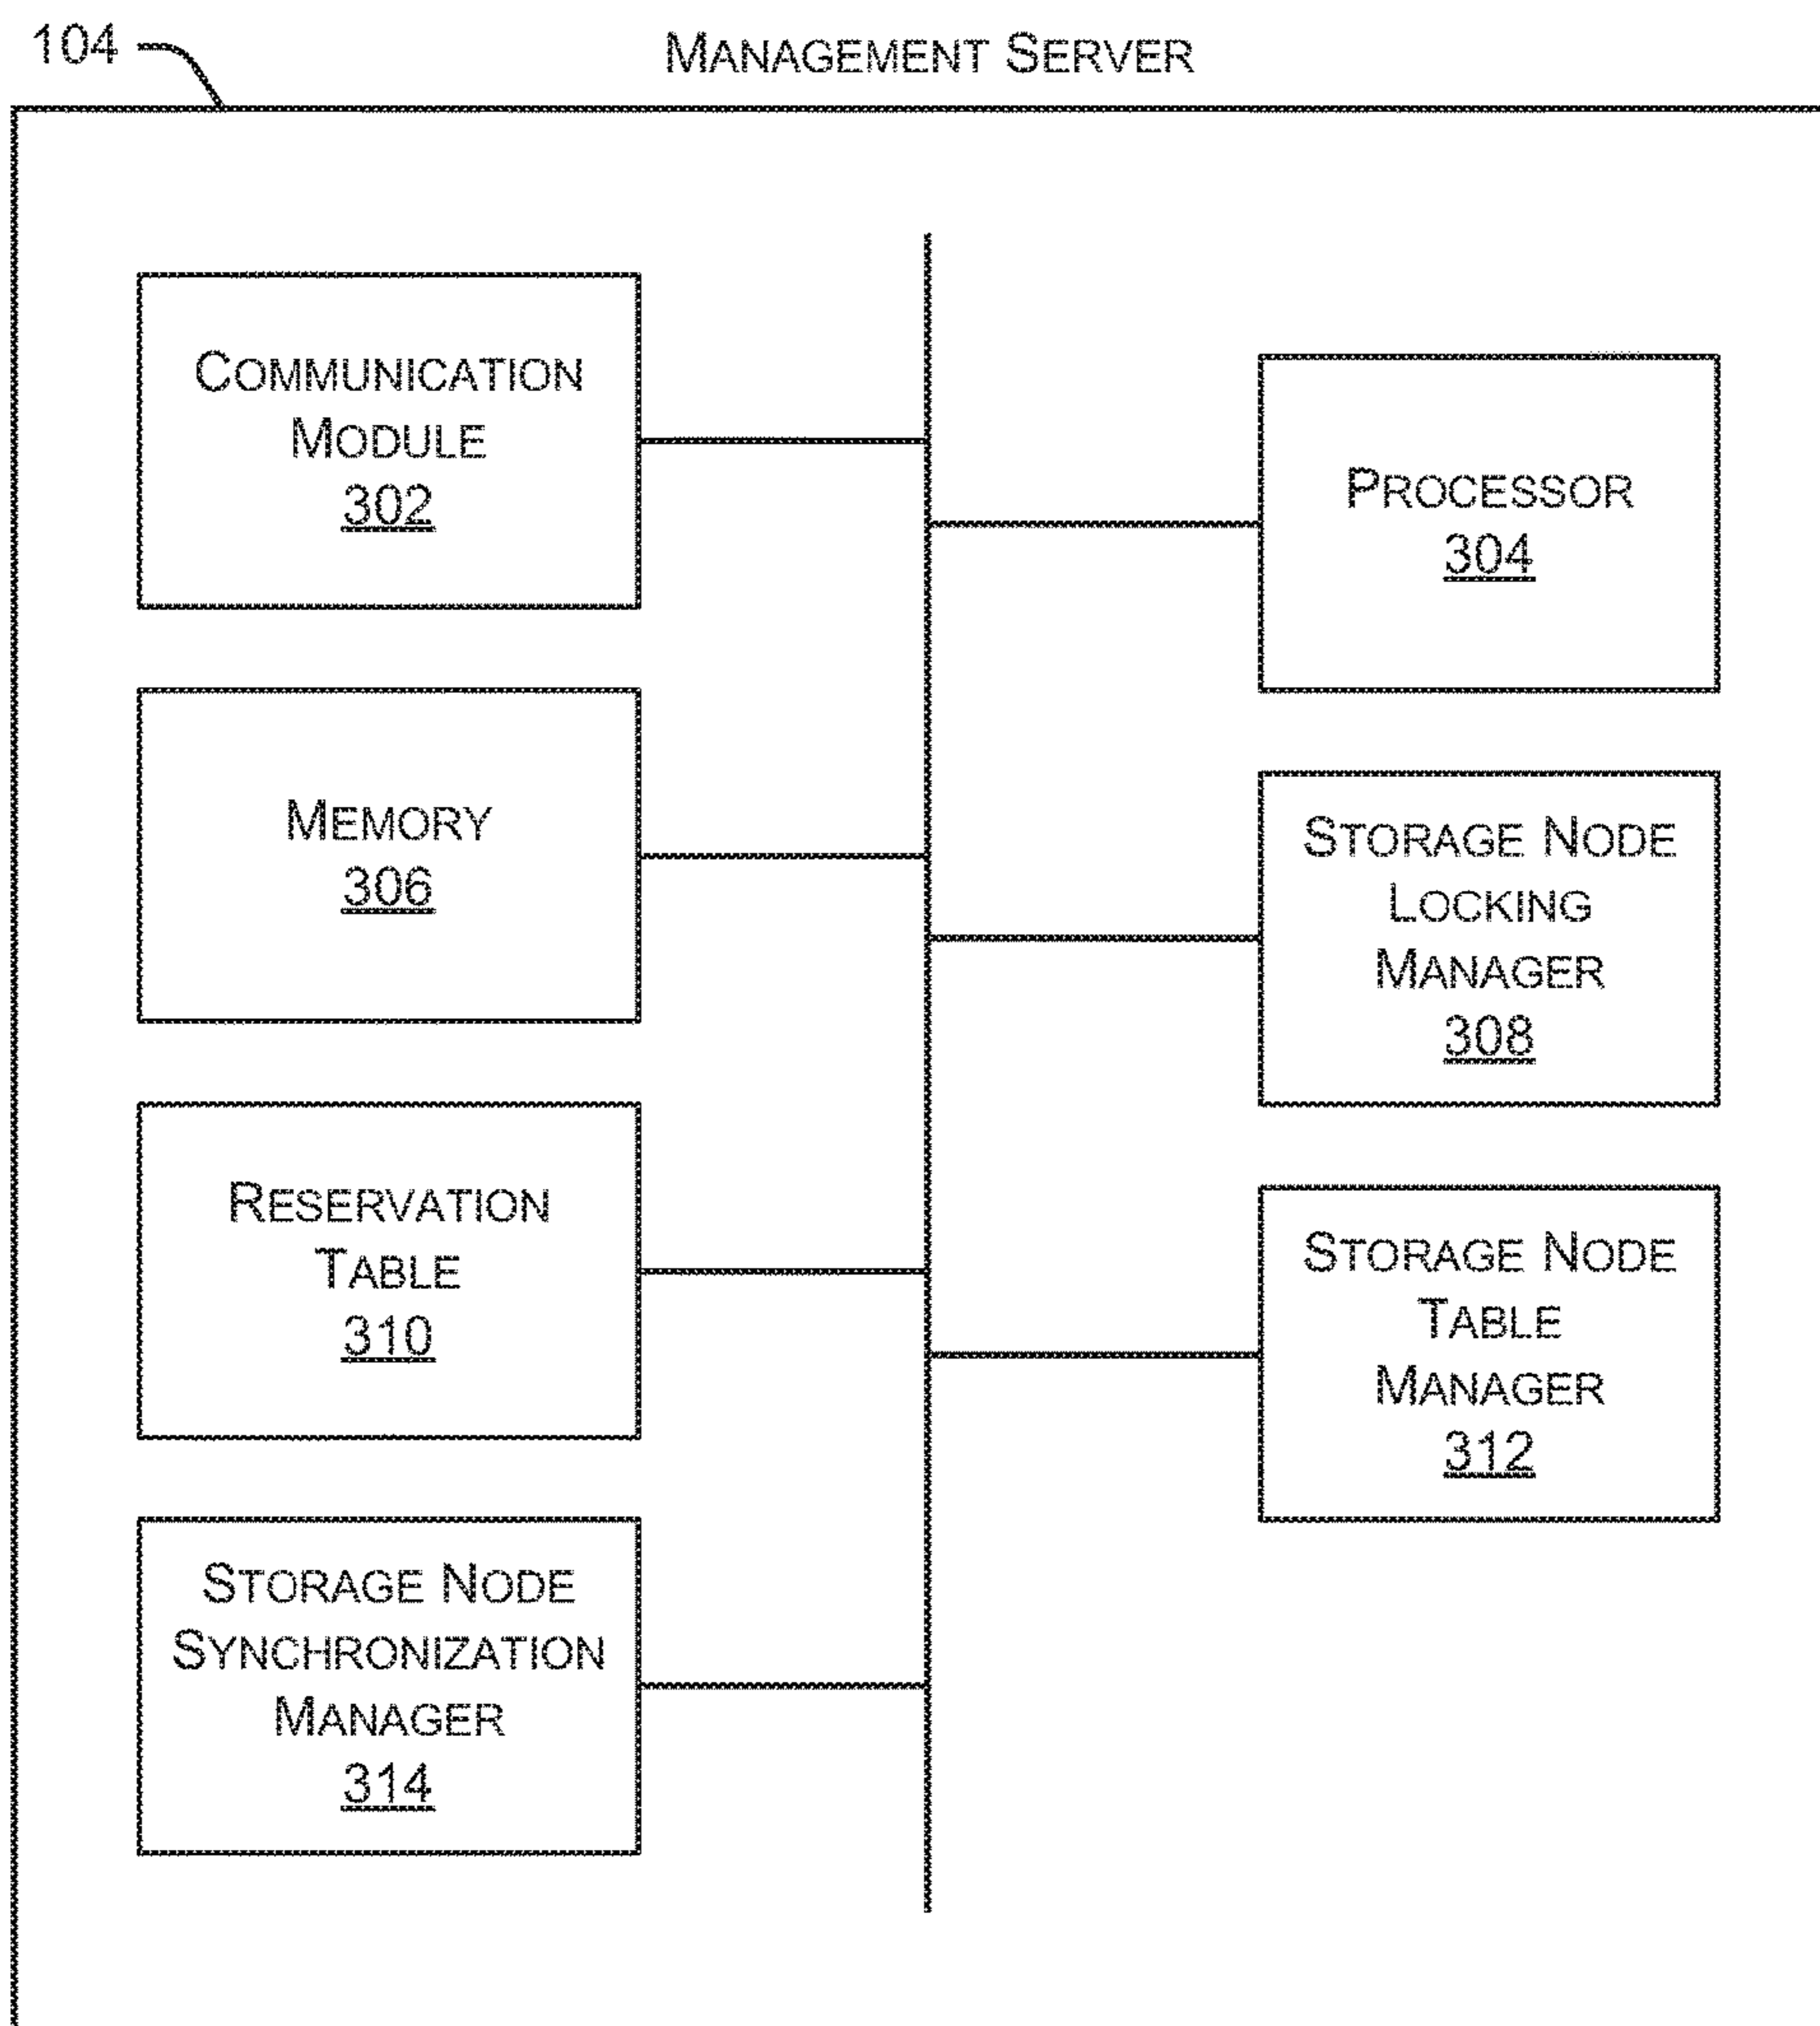 104
MANAGEMENT SERVER
COMMUNICATION
MODULE
302
PROCESSOR
304
MEMORY
306
STORAGE NODE
LOCKING
MANAGER
308
RESERVATION
TABLE
310
STORAGE NODE
TABLE
MANAGER
312
STORAGE NODE
SYNCHRONIZATION
MANAGER
314